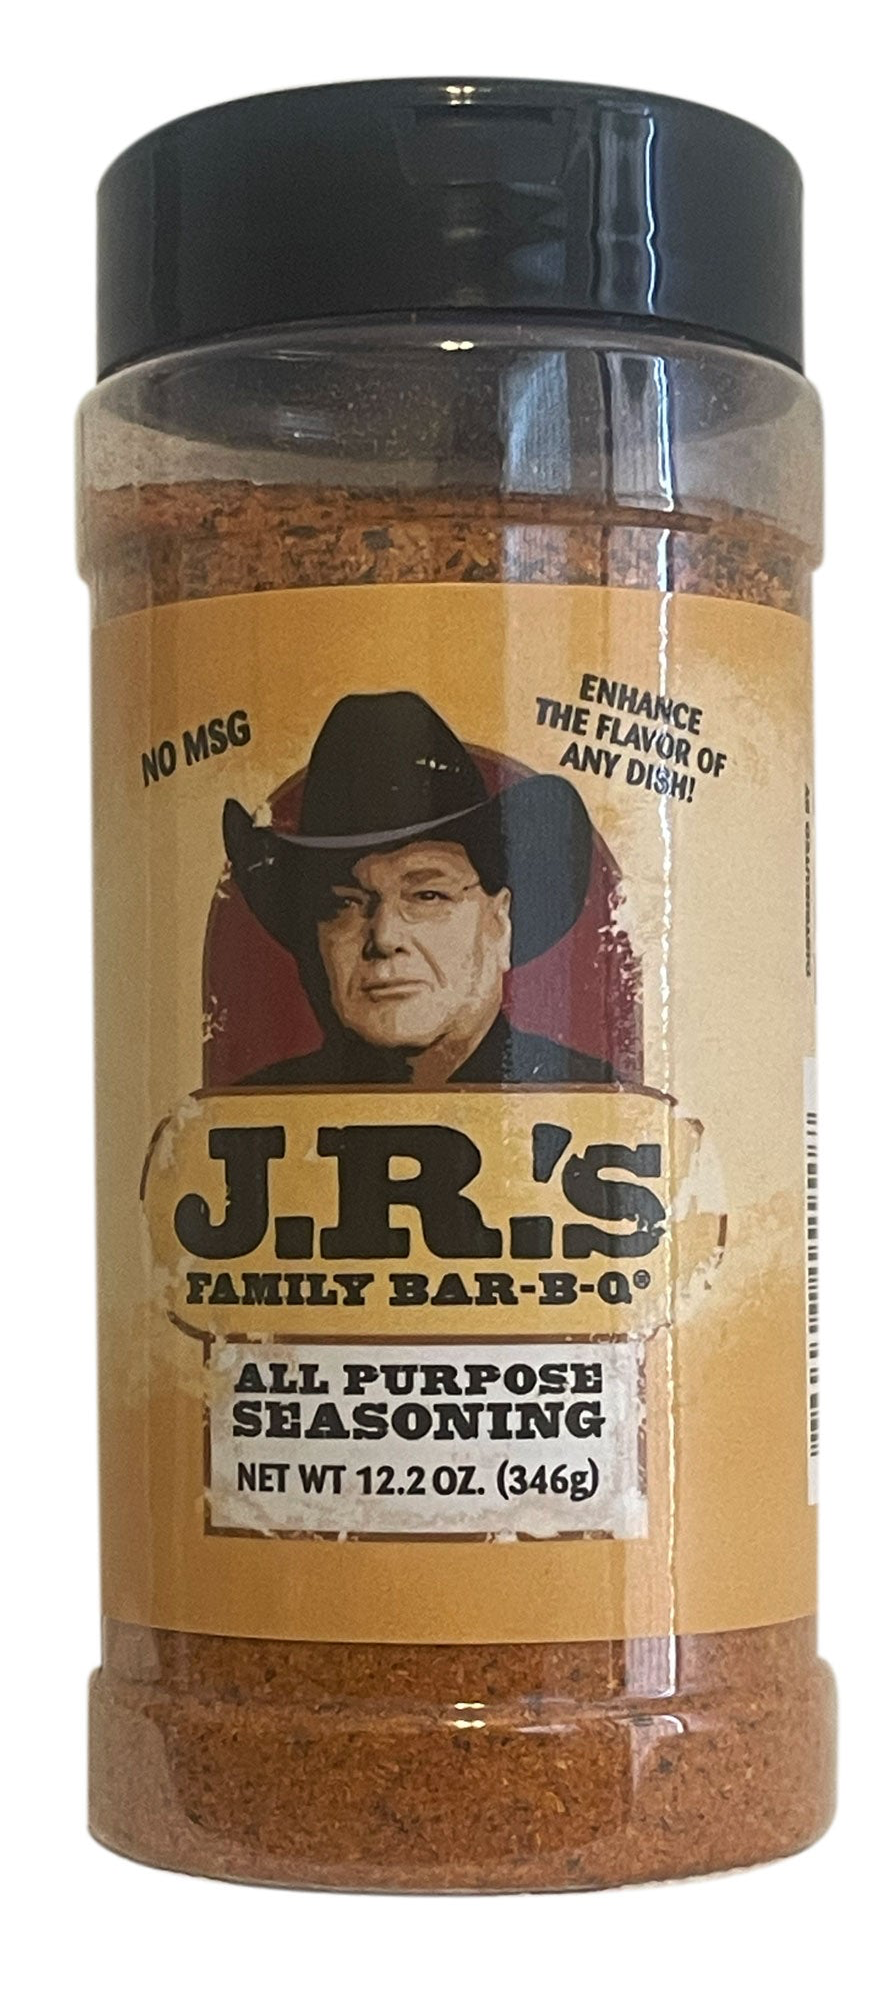 NO MSG
ENHANCE
THE FLAVOR OF
ANY DISH!
J.R.'S
FAMILY BAR-B-Q®
ALL PURPOSE
SEASONING
NET WT 12.2 OZ. (346g)